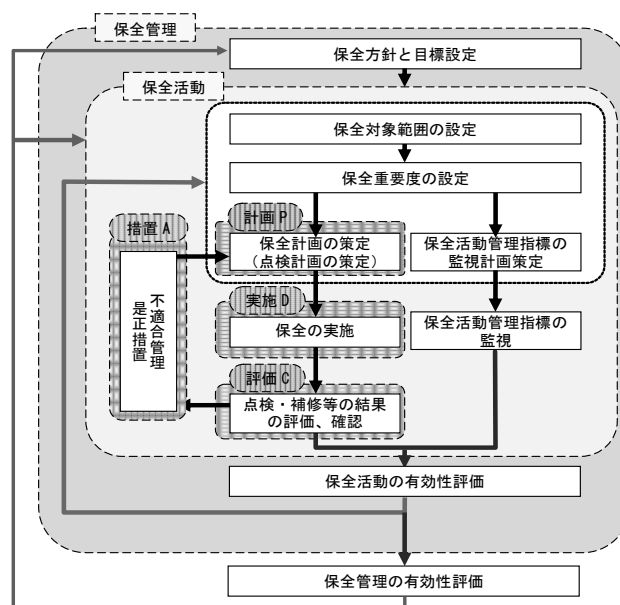 保全管理
保全方針と目標設定
保全活動
保全対象範囲の設定
保全重要度の設定
計画 P
措置 A
保全計画の策定
(点検計画の策定)
保全活動管理指標の
監視計画策定
不適合管理
是正措置
実施 D
保全の実施
保全活動管理指標の
監視
評価 C
点検・補修等の結果
の評価、確認
保全活動の有効性評価
保全管理の有効性評価